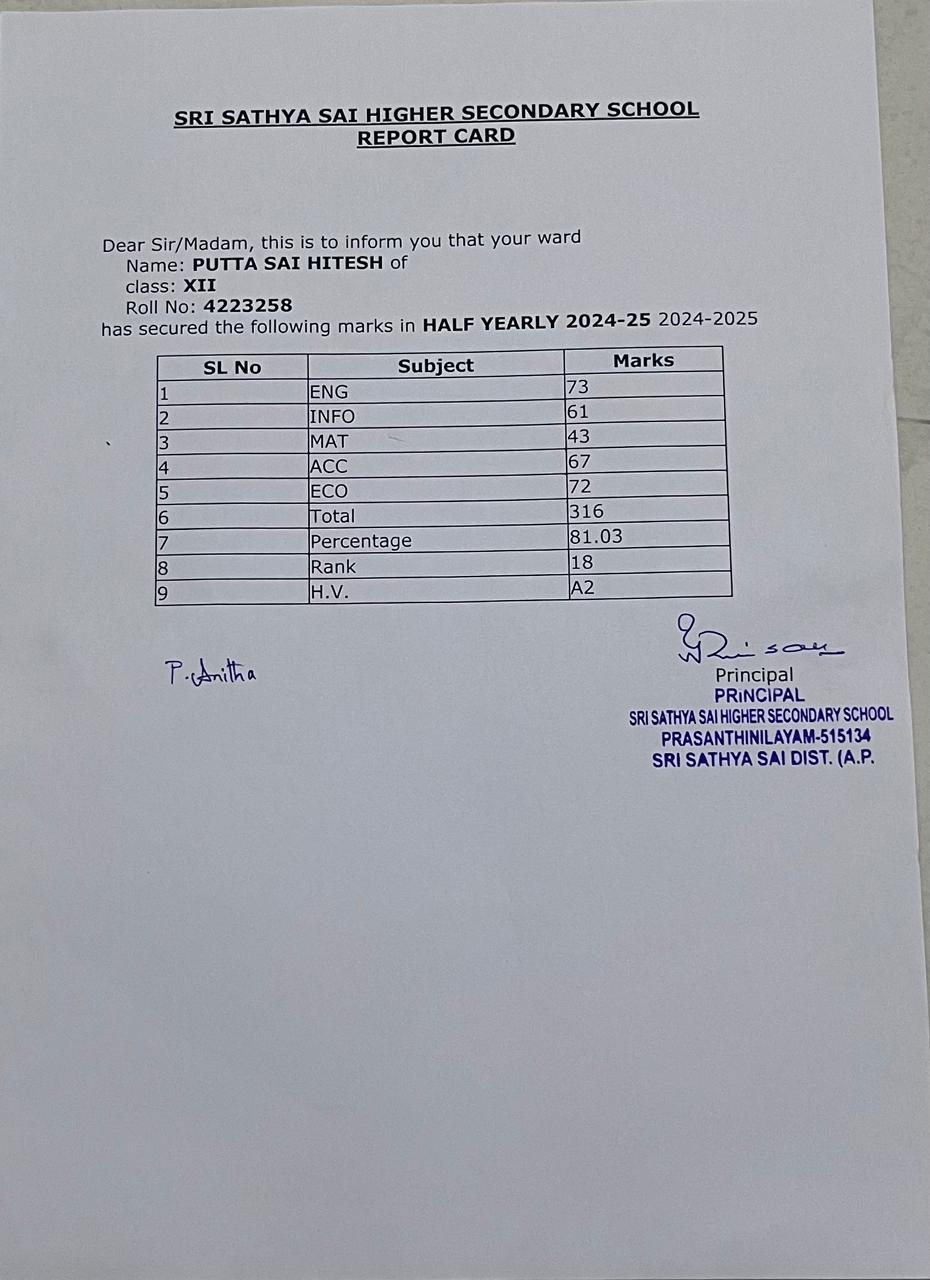 SRI SATHYA SAI HIGHER SECONDARY SCHOOL
REPORT CARD
Dear Sir/Madam, this is to inform you that your ward
Name: PUTTA SAI HITESH of
class: XII
Roll No: 4223258
has secured the following marks in HALF YEARLY 2024-25 2024-2025
SL No Subject Marks
1 ENG 73
2 INFO 61
3 MAT 43
4 ACC 67
5 ECO 72
6 Total 316
7 Percentage 81.03
8 Rank 18
9 H.V. A2
P. Anitha
Principal
PRINCIPAL
SRI SATHYA SAI HIGHER SECONDARY SCHOOL
PRASANTHINILAYAM-515134
SRI SATHYA SAI DIST. (A.P.